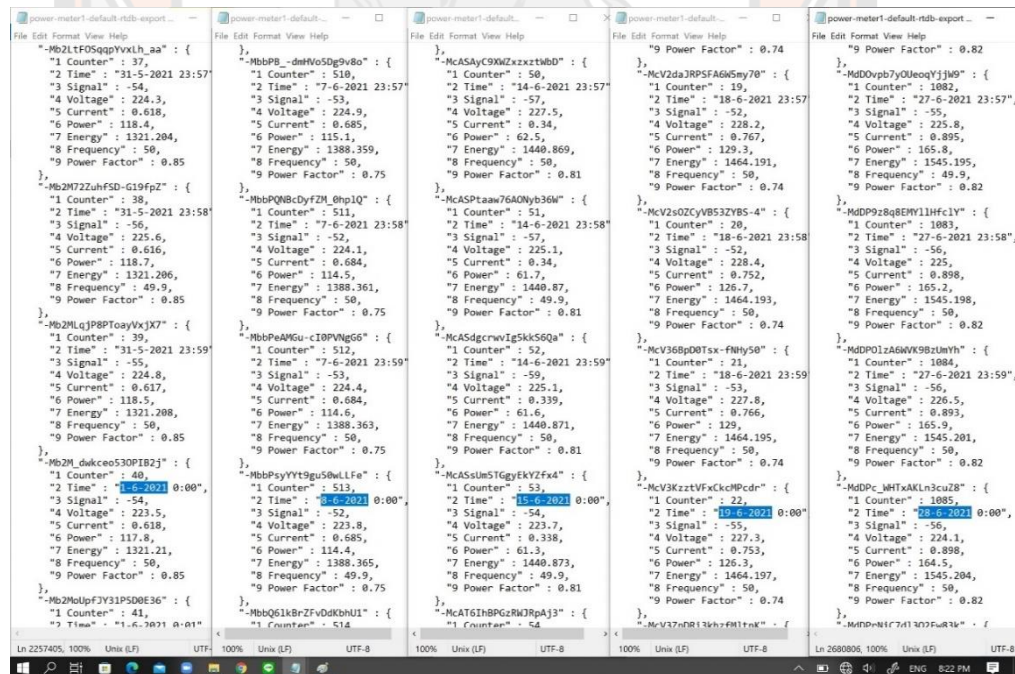 power-meter1-default-rtdb-export ...
File Edit Format View Help
"-Mb2LtFOSqqpYvxLh_aa" : {
"1 Counter" : 37,
"2 Time" : "31-5-2021 23:57"
"3 Signal" : -54,
"4 Voltage" : 224.3,
"5 Current" : 0.618,
"6 Power" : 118.4,
"7 Energy" : 1321.204,
"8 Frequency" : 50,
"9 Power Factor" : 0.85
},
"-Mb2M72ZuhfSD-G19fpZ" : {
"1 Counter" : 38,
"2 Time" : "31-5-2021 23:58"
"3 Signal" : -56,
"4 Voltage" : 225.6,
"5 Current" : 0.616,
"6 Power" : 118.7,
"7 Energy" : 1321.206,
"8 Frequency" : 49.9,
"9 Power Factor" : 0.85
},
"-Mb2MLqjP8PToayVxjX7" : {
"1 Counter" : 39,
"2 Time" : "31-5-2021 23:59"
"3 Signal" : -55,
"4 Voltage" : 224.8,
"5 Current" : 0.617,
"6 Power" : 118.5,
"7 Energy" : 1321.208,
"8 Frequency" : 50,
"9 Power Factor" : 0.85
},
"-Mb2M_dwkceo53OPIB2j" : {
"1 Counter" : 40,
"2 Time" : "1-6-2021 0:00",
"3 Signal" : -54,
"4 Voltage" : 223.5,
"5 Current" : 0.618,
"6 Power" : 117.8,
"7 Energy" : 1321.21,
"8 Frequency" : 50,
"9 Power Factor" : 0.85
},
"-Mb2MoUpfJY31P5D0E36" : {
"1 Counter" : 41,
"2 Time" : "1-6-2021 0:01"
Ln 2257405, 100% Unix (LF) UTF-
power-meter1-default-...
File Edit Format View Help
},
"-MbbPB_-dmHVoSDg9v8o" : {
"1 Counter" : 510,
"2 Time" : "7-6-2021 23:57"
"3 Signal" : -53,
"4 Voltage" : 224.9,
"5 Current" : 0.685,
"6 Power" : 115.1,
"7 Energy" : 1388.359,
"8 Frequency" : 50,
"9 Power Factor" : 0.75
},
"-MbbPQNBcDyfZM_0hplQ" : {
"1 Counter" : 511,
"2 Time" : "7-6-2021 23:58"
"3 Signal" : -52,
"4 Voltage" : 224.1,
"5 Current" : 0.684,
"6 Power" : 114.5,
"7 Energy" : 1388.361,
"8 Frequency" : 50,
"9 Power Factor" : 0.75
},
"-MbbPeAMGu-cI0PVNgG6" : {
"1 Counter" : 512,
"2 Time" : "7-6-2021 23:59"
"3 Signal" : -53,
"4 Voltage" : 224.4,
"5 Current" : 0.684,
"6 Power" : 114.6,
"7 Energy" : 1388.363,
"8 Frequency" : 50,
"9 Power Factor" : 0.75
},
"-MbbPsyYYt9gu50wLLFe" : {
"1 Counter" : 513,
"2 Time" : "8-6-2021 0:00",
"3 Signal" : -52,
"4 Voltage" : 223.8,
"5 Current" : 0.685,
"6 Power" : 114.4,
"7 Energy" : 1388.365,
"8 Frequency" : 49.9,
"9 Power Factor" : 0.75
},
"-MbbQ6lkBrZFvDdKbhU1" : {
"1 Counter" : 514
100% Unix (LF) UTF-8
power-meter1-default-...
File Edit Format View Help
},
"-McASAyC9XWZxzxztWbD" : {
"1 Counter" : 50,
"2 Time" : "14-6-2021 23:57"
"3 Signal" : -57,
"4 Voltage" : 227.5,
"5 Current" : 0.34,
"6 Power" : 62.5,
"7 Energy" : 1440.869,
"8 Frequency" : 50,
"9 Power Factor" : 0.81
},
"-McASPtaaw76AONyb36W" : {
"1 Counter" : 51,
"2 Time" : "14-6-2021 23:58"
"3 Signal" : -57,
"4 Voltage" : 225.1,
"5 Current" : 0.34,
"6 Power" : 61.7,
"7 Energy" : 1440.87,
"8 Frequency" : 49.9,
"9 Power Factor" : 0.81
},
"-McASdgcrwvIg5kkS6Qa" : {
"1 Counter" : 52,
"2 Time" : "14-6-2021 23:59"
"3 Signal" : -59,
"4 Voltage" : 225.1,
"5 Current" : 0.339,
"6 Power" : 61.6,
"7 Energy" : 1440.871,
"8 Frequency" : 50,
"9 Power Factor" : 0.81
},
"-McASsUm5TGgyEkYZfx4" : {
"1 Counter" : 53,
"2 Time" : "15-6-2021 0:00",
"3 Signal" : -54,
"4 Voltage" : 223.7,
"5 Current" : 0.338,
"6 Power" : 61.3,
"7 Energy" : 1440.873,
"8 Frequency" : 49.9,
"9 Power Factor" : 0.81
},
"-McAT6IhBPGzRWJRpAj3" : {
"1 Counter" : 54
100% Unix (LF) UTF-8
power-meter1-default-...
File Edit Format View Help
"9 Power Factor" : 0.74
},
"-McV2daJRPSFA6W5my70" : {
"1 Counter" : 19,
"2 Time" : "18-6-2021 23:57"
"3 Signal" : -52,
"4 Voltage" : 228.2,
"5 Current" : 0.767,
"6 Power" : 129.3,
"7 Energy" : 1464.191,
"8 Frequency" : 50,
"9 Power Factor" : 0.74
},
"-McV2sOZCyVB53ZYBS-4" : {
"1 Counter" : 20,
"2 Time" : "18-6-2021 23:58"
"3 Signal" : -52,
"4 Voltage" : 228.4,
"5 Current" : 0.752,
"6 Power" : 126.7,
"7 Energy" : 1464.193,
"8 Frequency" : 50,
"9 Power Factor" : 0.74
},
"-McV36BpD0Tsx-fNHy50" : {
"1 Counter" : 21,
"2 Time" : "18-6-2021 23:59
"3 Signal" : -53,
"4 Voltage" : 227.8,
"5 Current" : 0.766,
"6 Power" : 129,
"7 Energy" : 1464.195,
"8 Frequency" : 50,
"9 Power Factor" : 0.74
},
"-McV3KzztVFxCkcMPcdr" : {
"1 Counter" : 22,
"2 Time" : "19-6-2021 0:00"
"3 Signal" : -55,
"4 Voltage" : 227.3,
"5 Current" : 0.753,
"6 Power" : 126.3,
"7 Energy" : 1464.197,
"8 Frequency" : 50,
"9 Power Factor" : 0.74
},
100% Unix (LF) UTF-8
power-meter1-default-rtdb-export ...
File Edit Format View Help
"9 Power Factor" : 0.82
},
"-MdDOvpb7yOUeoqYjjW9" : {
"1 Counter" : 1082,
"2 Time" : "27-6-2021 23:57",
"3 Signal" : -55,
"4 Voltage" : 225.8,
"5 Current" : 0.895,
"6 Power" : 165.8,
"7 Energy" : 1545.195,
"8 Frequency" : 49.9,
"9 Power Factor" : 0.82
},
"-MdDP9z8q8EMYllHfclY" : {
"1 Counter" : 1083,
"2 Time" : "27-6-2021 23:58",
"3 Signal" : -56,
"4 Voltage" : 225,
"5 Current" : 0.898,
"6 Power" : 165.2,
"7 Energy" : 1545.198,
"8 Frequency" : 50,
"9 Power Factor" : 0.82
},
"-MdDPOlzA6WVK9BzUmYh" : {
"1 Counter" : 1084,
"2 Time" : "27-6-2021 23:59",
"3 Signal" : -56,
"4 Voltage" : 226.5,
"5 Current" : 0.893,
"6 Power" : 165.9,
"7 Energy" : 1545.201,
"8 Frequency" : 50,
"9 Power Factor" : 0.82
},
"-MdDPc_WHTxAKLn3cuZ8" : {
"1 Counter" : 1085,
"2 Time" : "28-6-2021 0:00",
"3 Signal" : -56,
"4 Voltage" : 224.1,
"5 Current" : 0.898,
"6 Power" : 164.5,
"7 Energy" : 1545.204,
"8 Frequency" : 50,
"9 Power Factor" : 0.82
},
Ln 2680806, 100% Unix (LF) UTF-8
ENG 8:22 PM